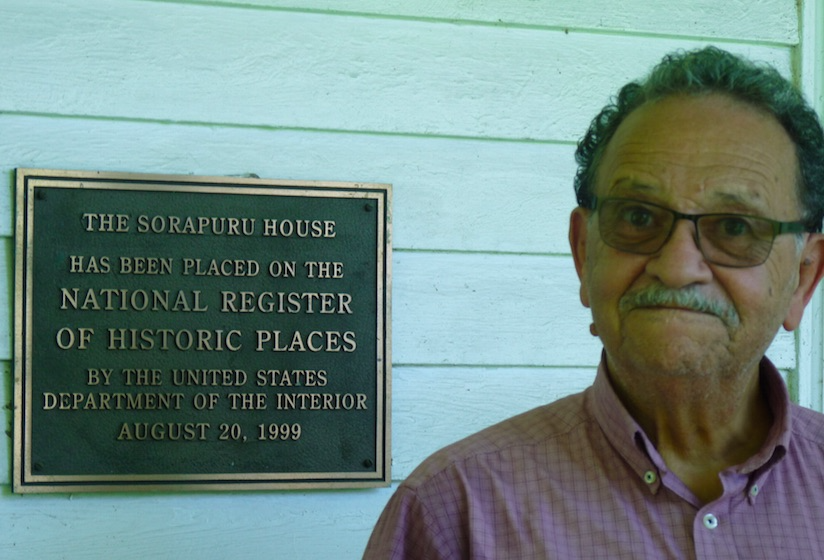 THE SORAPURU HOUSE
HAS BEEN PLACED ON THE
NATIONAL REGISTER
OF HISTORIC PLACES
BY THE UNITED STATES
DEPARTMENT OF THE INTERIOR
AUGUST 20, 1999